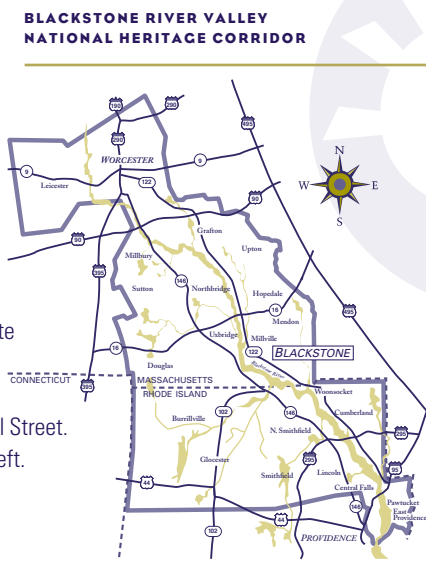 BLACKSTONE RIVER VALLEY
NATIONAL HERITAGE CORRIDOR
190
290
290
495
N
W E
S
WORCESTER
9
9
Leicester
122
90
Grafton
90
Upton
Millbury
395
146
Northbridge
Sutton
Hopedale
16
Mendon
495
te
Uxbridge
Millville
16
122
BLACKSTONE
Douglas
Blackstone River
CONNECTICUT
MASSACHUSETTS
RHODE ISLAND
395
Woonsocket
102
146
Cumberland
Burrillville
l Street.
N. Smithfield
295
eft.
Glocester
295
Smithfield
Lincoln
95
44
Central Falls
Pawtucket
146
East
Providence
44
102
PROVIDENCE